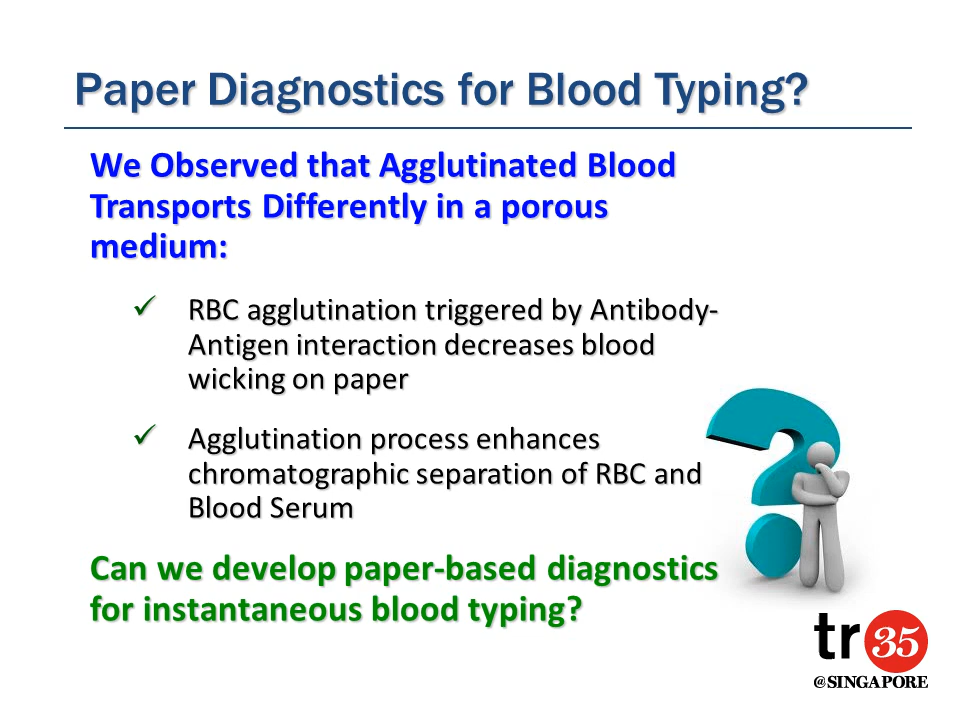 Paper Diagnostics for Blood Typing?
We Observed that Agglutinated Blood
Transports Differently in a porous
medium:
✓ RBC agglutination triggered by Antibody-
Antigen interaction decreases blood
wicking on paper
✓ Agglutination process enhances
chromatographic separation of RBC and
Blood Serum
Can we develop paper-based diagnostics
for instantaneous blood typing?
tr 35
@SINGAPORE